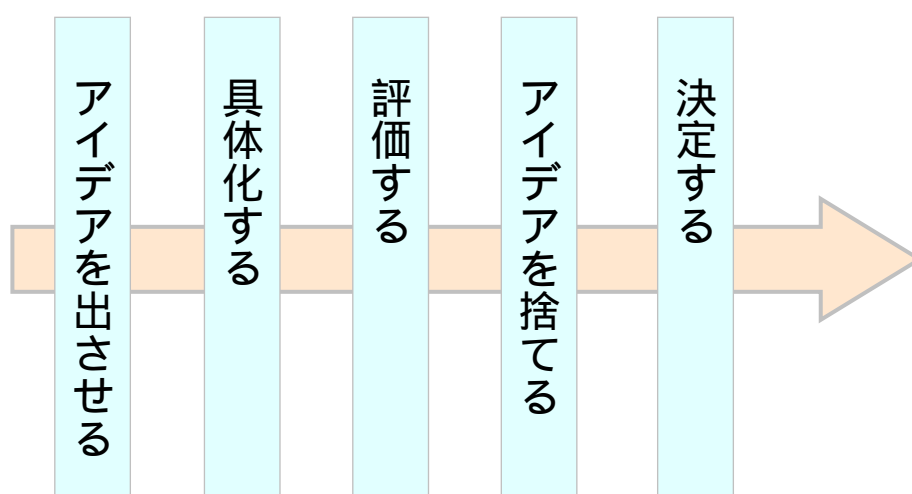 アイデアを出させる
具体化する
評価する
アイデアを捨てる
決定する